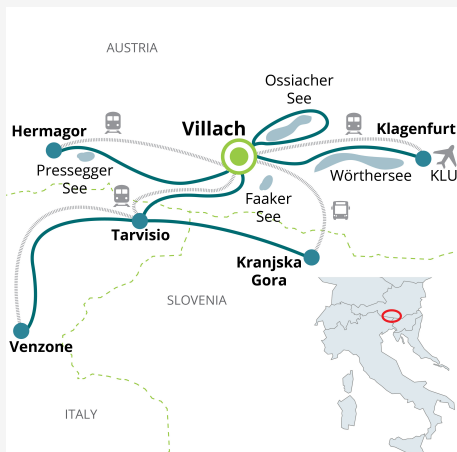 AUSTRIA
Ossiacher
See
Villach
Hermagor
Klagenfurt
Pressegger
See
Wörthersee
KLU
Faaker
See
Tarvisio
Kranjska
Gora
SLOVENIA
Venzone
ITALY